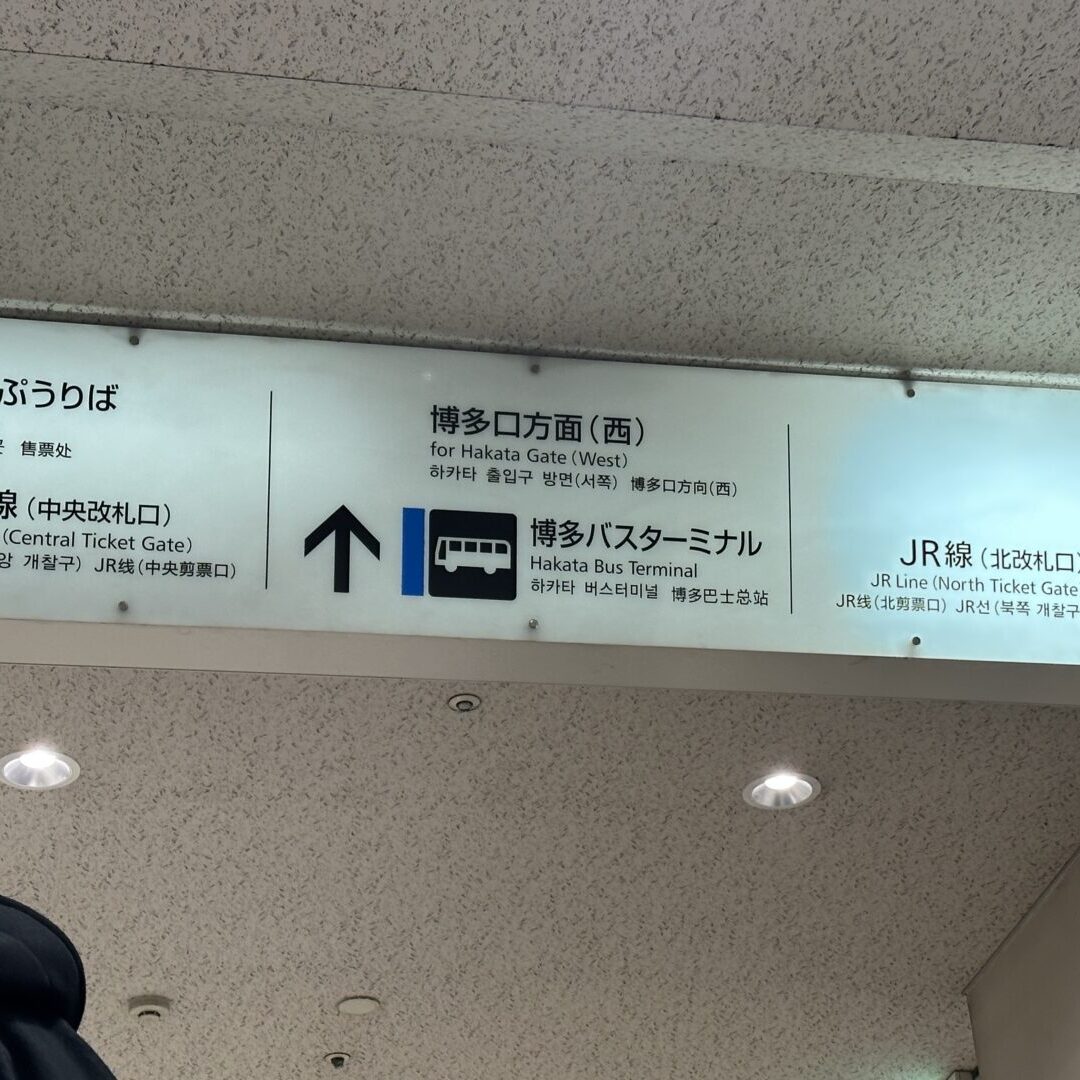 ぷうりば
售票处
線（中央改札口）
(Central Ticket Gate)
앙 개찰구） JR线（中央剪票口）
博多口方面（西）
for Hakata Gate (West)
하카타 출입구 방면(서쪽) 博多口方向(西)
博多バスターミナル
Hakata Bus Terminal
하카타 버스터미널 博多巴士总站
JR線（北改札口）
JR Line (North Ticket Gate
JR线（北剪票口） JR선（북쪽 개찰구